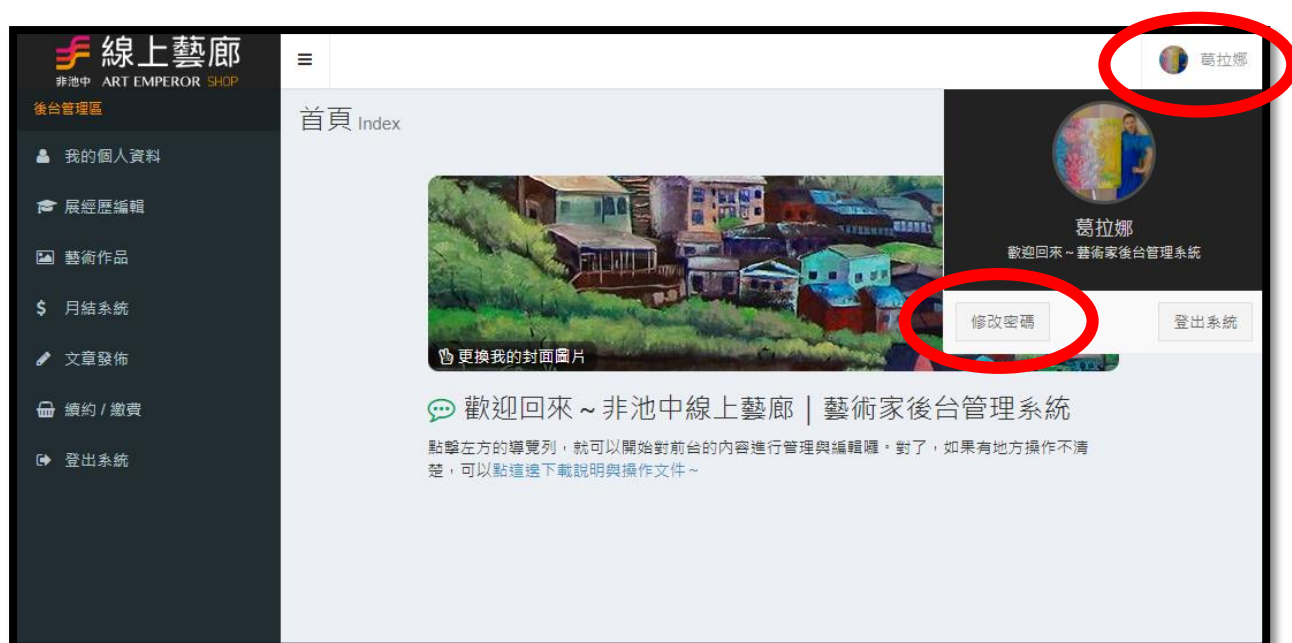 線上藝廊
非池中 ART EMPEROR SHOP
葛拉娜
後台管理區
首頁 Index
我的個人資料
展經歷編輯
藝術作品
月結系統
文章發佈
續約 / 繳費
登出系統
葛拉娜
歡迎回來~藝術家後台管理系統
修改密碼
登出系統
更換我的封面圖片
歡迎回來~非池中線上藝廊 | 藝術家後台管理系統
點擊左方的導覽列,就可以開始對前台的內容進行管理與編輯囉。對了,如果有地方操作不清
楚,可以點這邊下載說明與操作文件~